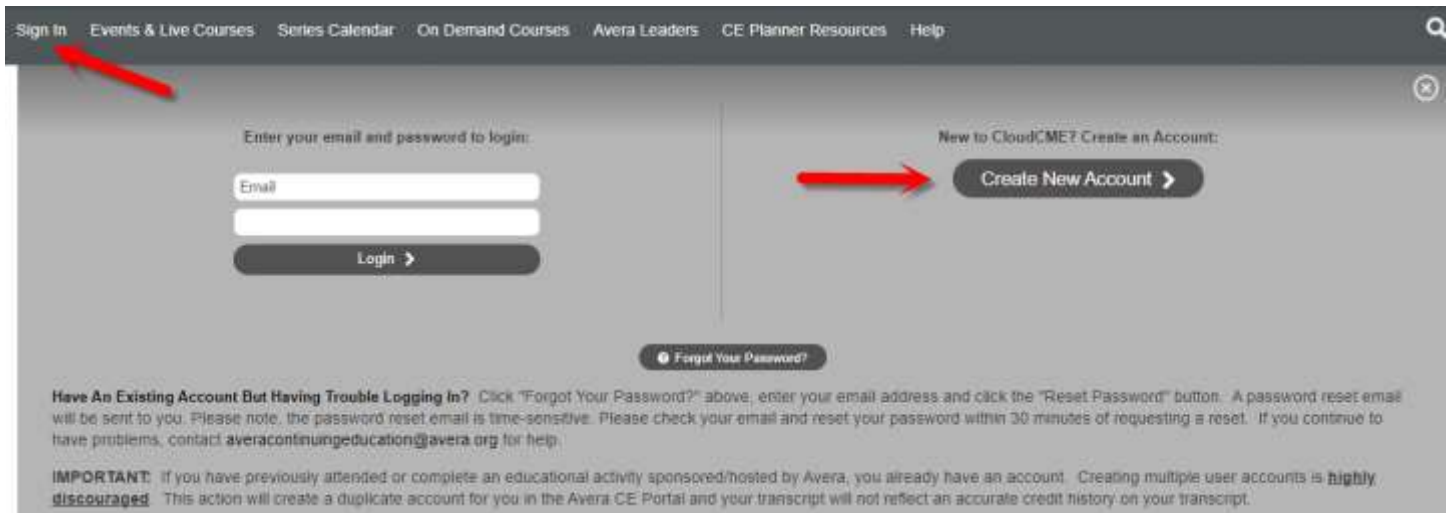 Sign In Events & Live Courses Series Calendar On Demand Courses Avera Leaders CE Planner Resources Help
Enter your email and password to login:
Email
Login
New to CloudCME? Create an Account:
Create New Account
Forgot Your Password?
Have An Existing Account But Having Trouble Logging In? Click "Forgot Your Password?" above, enter your email address and click the "Reset Password" button. A password reset email
will be sent to you. Please note, the password reset email is time-sensitive. Please check your email and reset your password within 30 minutes of requesting a reset. If you continue to
have problems, contact averacontinuingeducation@avera.org for help.
IMPORTANT: If you have previously attended or complete an educational activity sponsored/hosted by Avera, you already have an account. Creating multiple user accounts is highly
discouraged. This action will create a duplicate account for you in the Avera CE Portal and your transcript will not reflect an accurate credit history on your transcript.